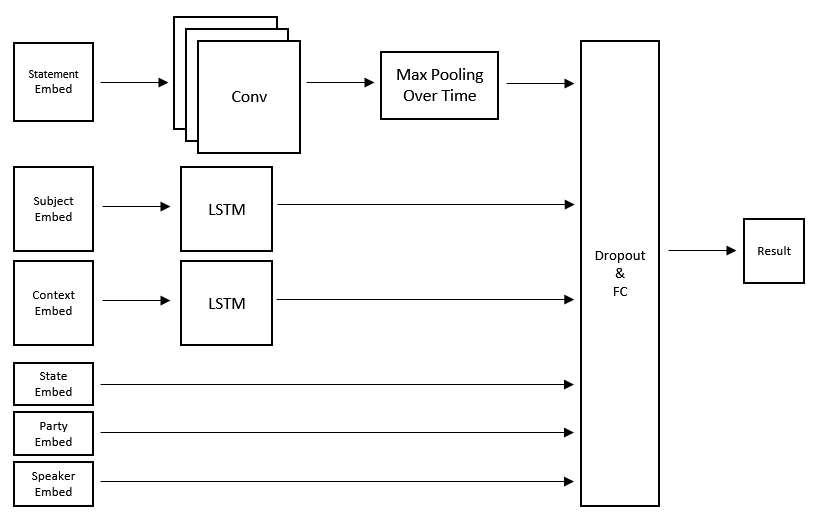 Statement
Embed
Conv
Max Pooling
Over Time
Subject
Embed
LSTM
Context
Embed
LSTM
State
Embed
Party
Embed
Speaker
Embed
Dropout
&
FC
Result